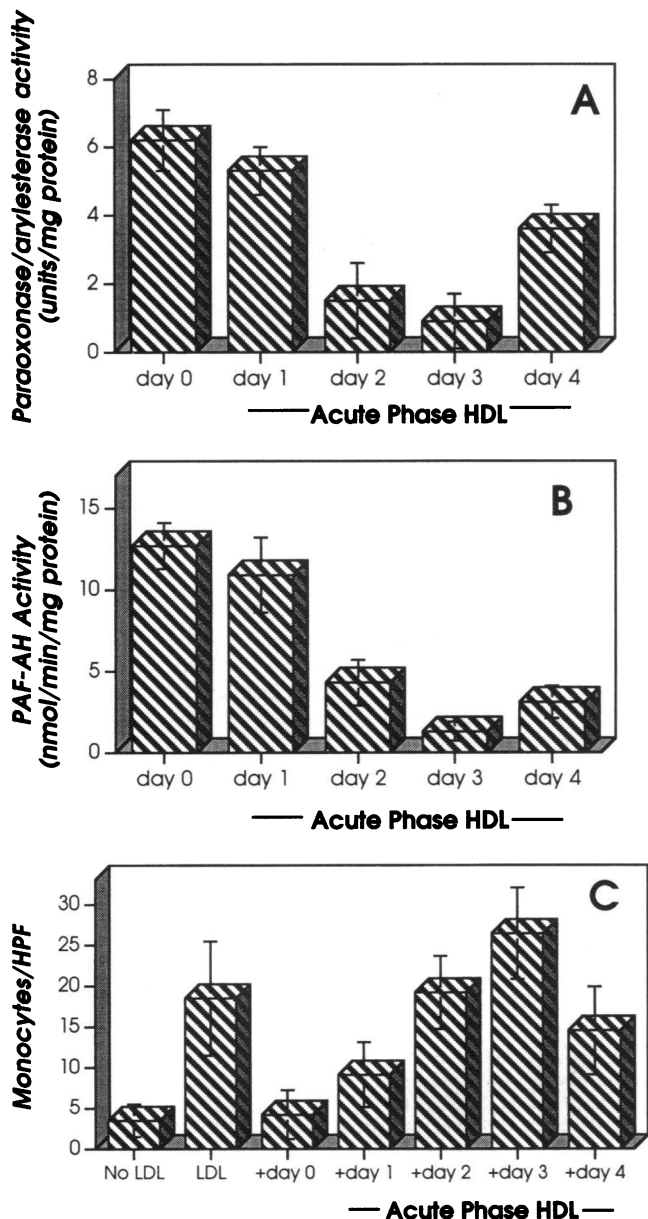 A
Paraoxonase/arylesterase activity
(units/mg protein)
8
6
4
2
0
day 0 day 1 day 2 day 3 day 4
Acute Phase HDL
B
PAF-AH Activity
(nmol/min/mg protein)
15
10
5
0
day 0 day 1 day 2 day 3 day 4
Acute Phase HDL
C
Monocytes/HPF
30
25
20
15
10
5
0
No LDL LDL +day 0 +day 1 +day 2 +day 3 +day 4
Acute Phase HDL